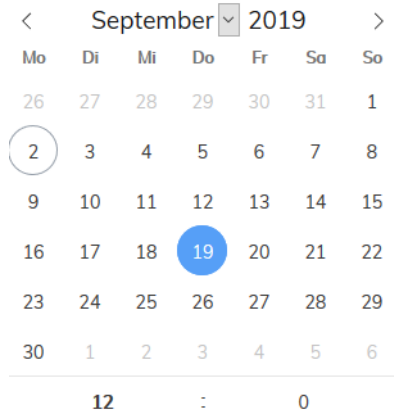 September 2019
Mo Di Mi Do Fr Sa So
26 27 28 29 30 31 1
2 3 4 5 6 7 8
9 10 11 12 13 14 15
16 17 18 19 20 21 22
23 24 25 26 27 28 29
30 1 2 3 4 5 6
12 : 0